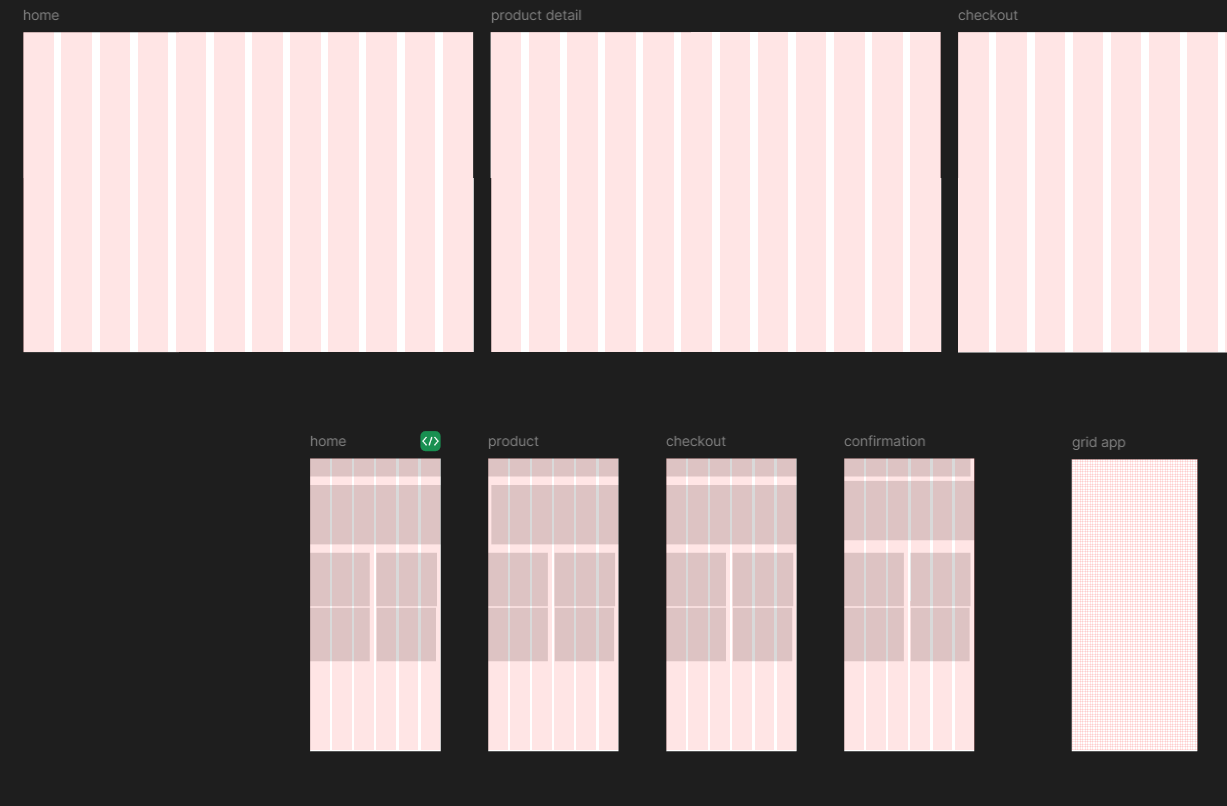 home
product detail
checkout
home
</>
product
checkout
confirmation
grid app